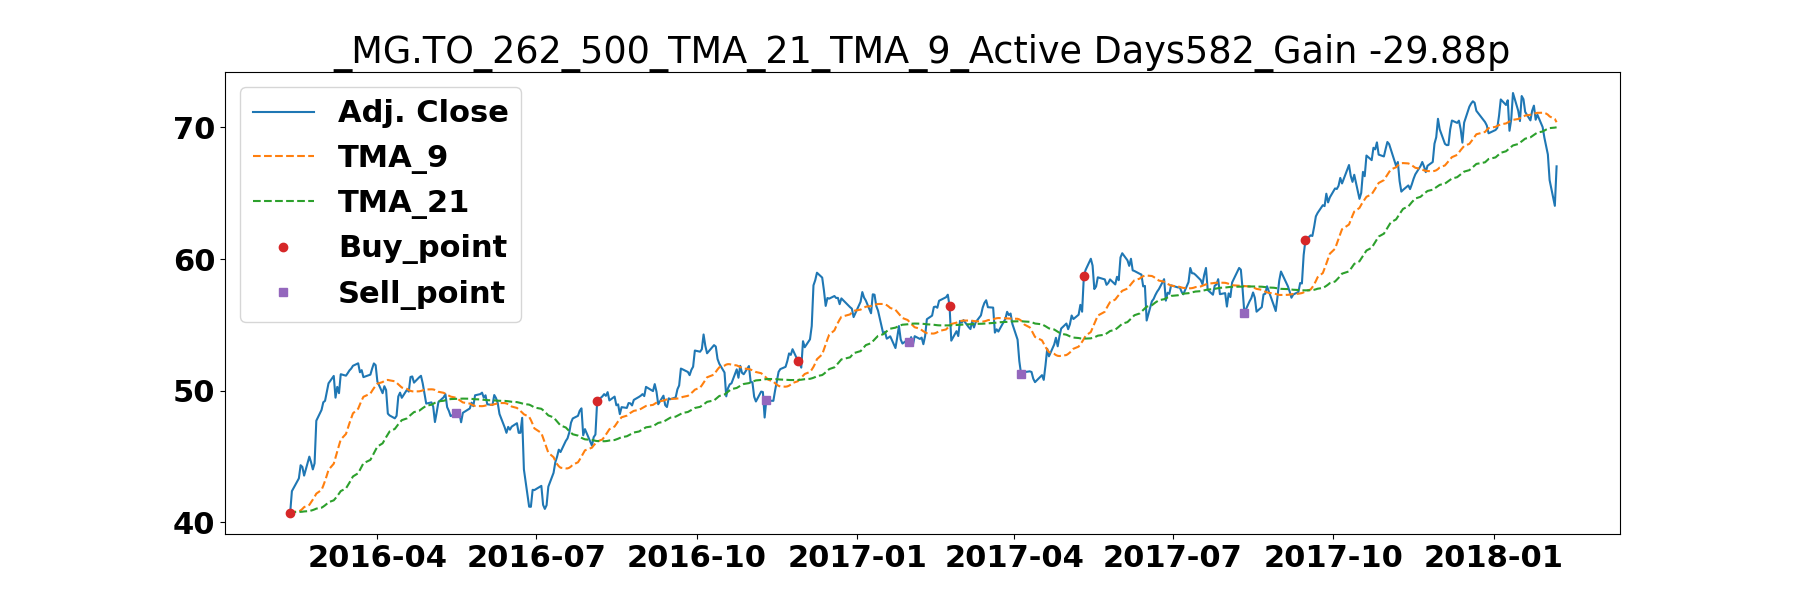 _MG.TO_262_500_TMA_21_TMA_9_Active Days582_Gain -29.88p
Adj. Close
TMA_9
TMA_21
Buy_point
Sell_point
70
60
50
40
2016-04 2016-07 2016-10 2017-01 2017-04 2017-07 2017-10 2018-01